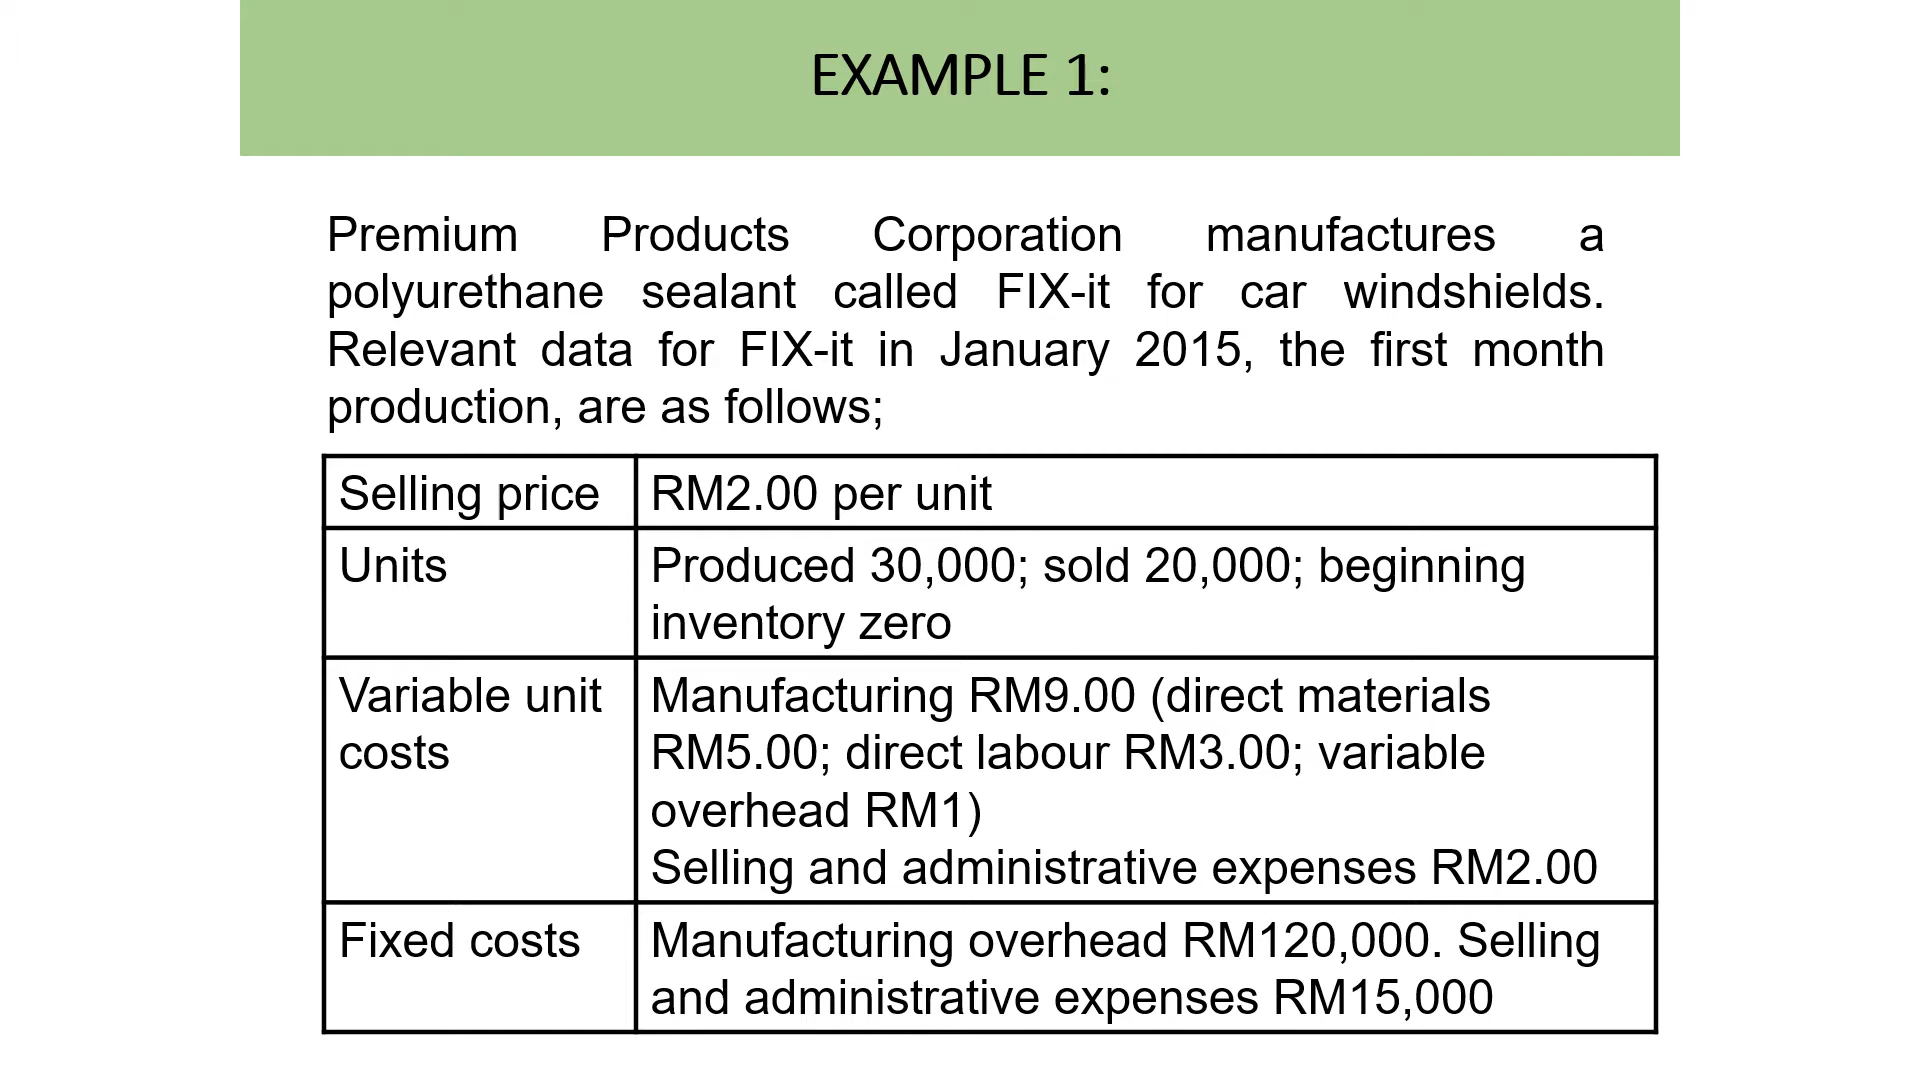 EXAMPLE 1:
Premium Products Corporation manufactures a
polyurethane sealant called FIX-it for car windshields.
Relevant data for FIX-it in January 2015, the first month
production, are as follows;
Selling price RM2.00 per unit
Units Produced 30,000; sold 20,000; beginning
inventory zero
Variable unit Manufacturing RM9.00 (direct materials
costs RM5.00; direct labour RM3.00; variable
overhead RM1)
Selling and administrative expenses RM2.00
Fixed costs Manufacturing overhead RM120,000. Selling
and administrative expenses RM15,000